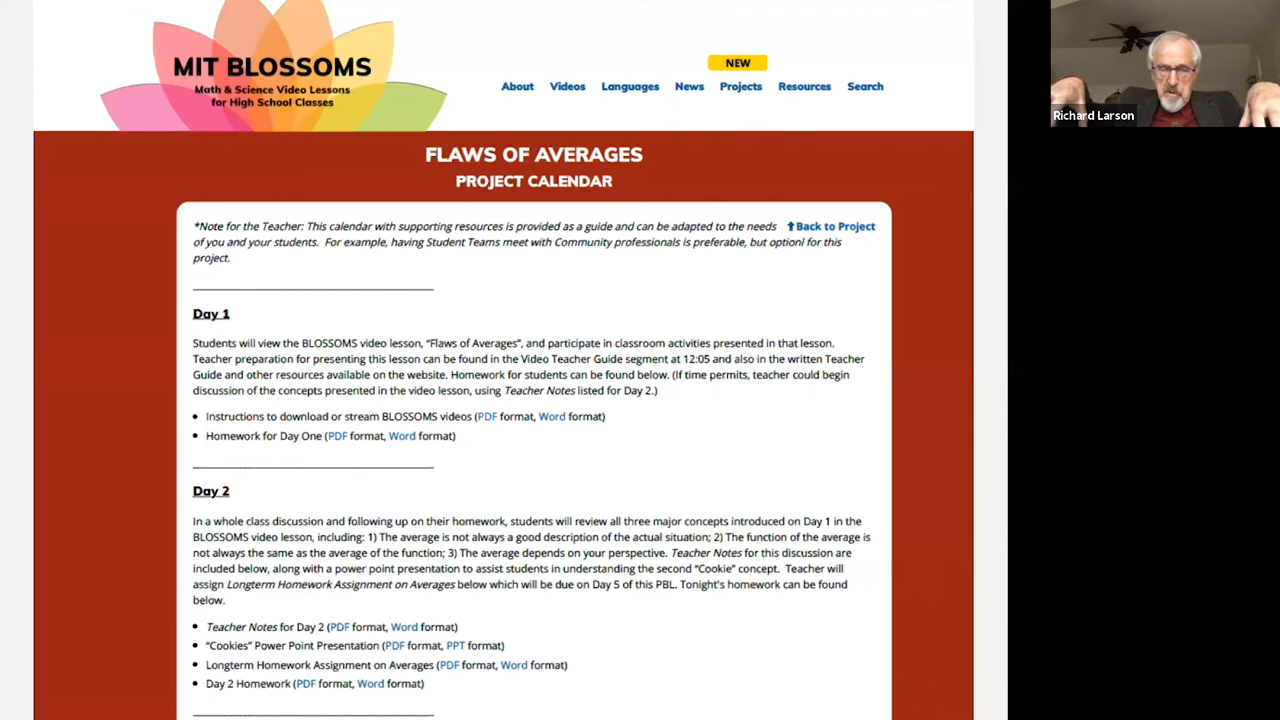 MIT BLOSSOMS
Math & Science Video Lessons
for High School Classes
NEW
About Videos Languages News Projects Resources Search
Richard Larson
FLAWS OF AVERAGES
PROJECT CALENDAR
*Note for the Teacher: This calendar with supporting resources is provided as a guide and can be adapted to the needs
Back to Project
of you and your students. For example, having Student Teams meet with Community professionals is preferable, but optionl for this
project.
Day 1
Students will view the BLOSSOMS video lesson, “Flaws of Averages”, and participate in classroom activities presented in that lesson.
Teacher preparation for presenting this lesson can be found in the Video Teacher Guide segment at 12:05 and also in the written Teacher
Guide and other resources available on the website. Homework for students can be found below. (If time permits, teacher could begin
discussion of the concepts presented in the video lesson, using Teacher Notes listed for Day 2.)
• Instructions to download or stream BLOSSOMS videos (PDF format, Word format)
• Homework for Day One (PDF format, Word format)
Day 2
In a whole class discussion and following up on their homework, students will review all three major concepts introduced on Day 1 in the
BLOSSOMS video lesson, including: 1) The average is not always a good description of the actual situation; 2) The function of the average is
not always the same as the average of the function; 3) The average depends on your perspective. Teacher Notes for this discussion are
included below, along with a power point presentation to assist students in understanding the second “Cookie” concept. Teacher will
assign Longterm Homework Assignment on Averages below which will be due on Day 5 of this PBL. Tonight's homework can be found
below.
• Teacher Notes for Day 2 (PDF format, Word format)
• “Cookies” Power Point Presentation (PDF format, PPT format)
• Longterm Homework Assignment on Averages (PDF format, Word format)
• Day 2 Homework (PDF format, Word format)